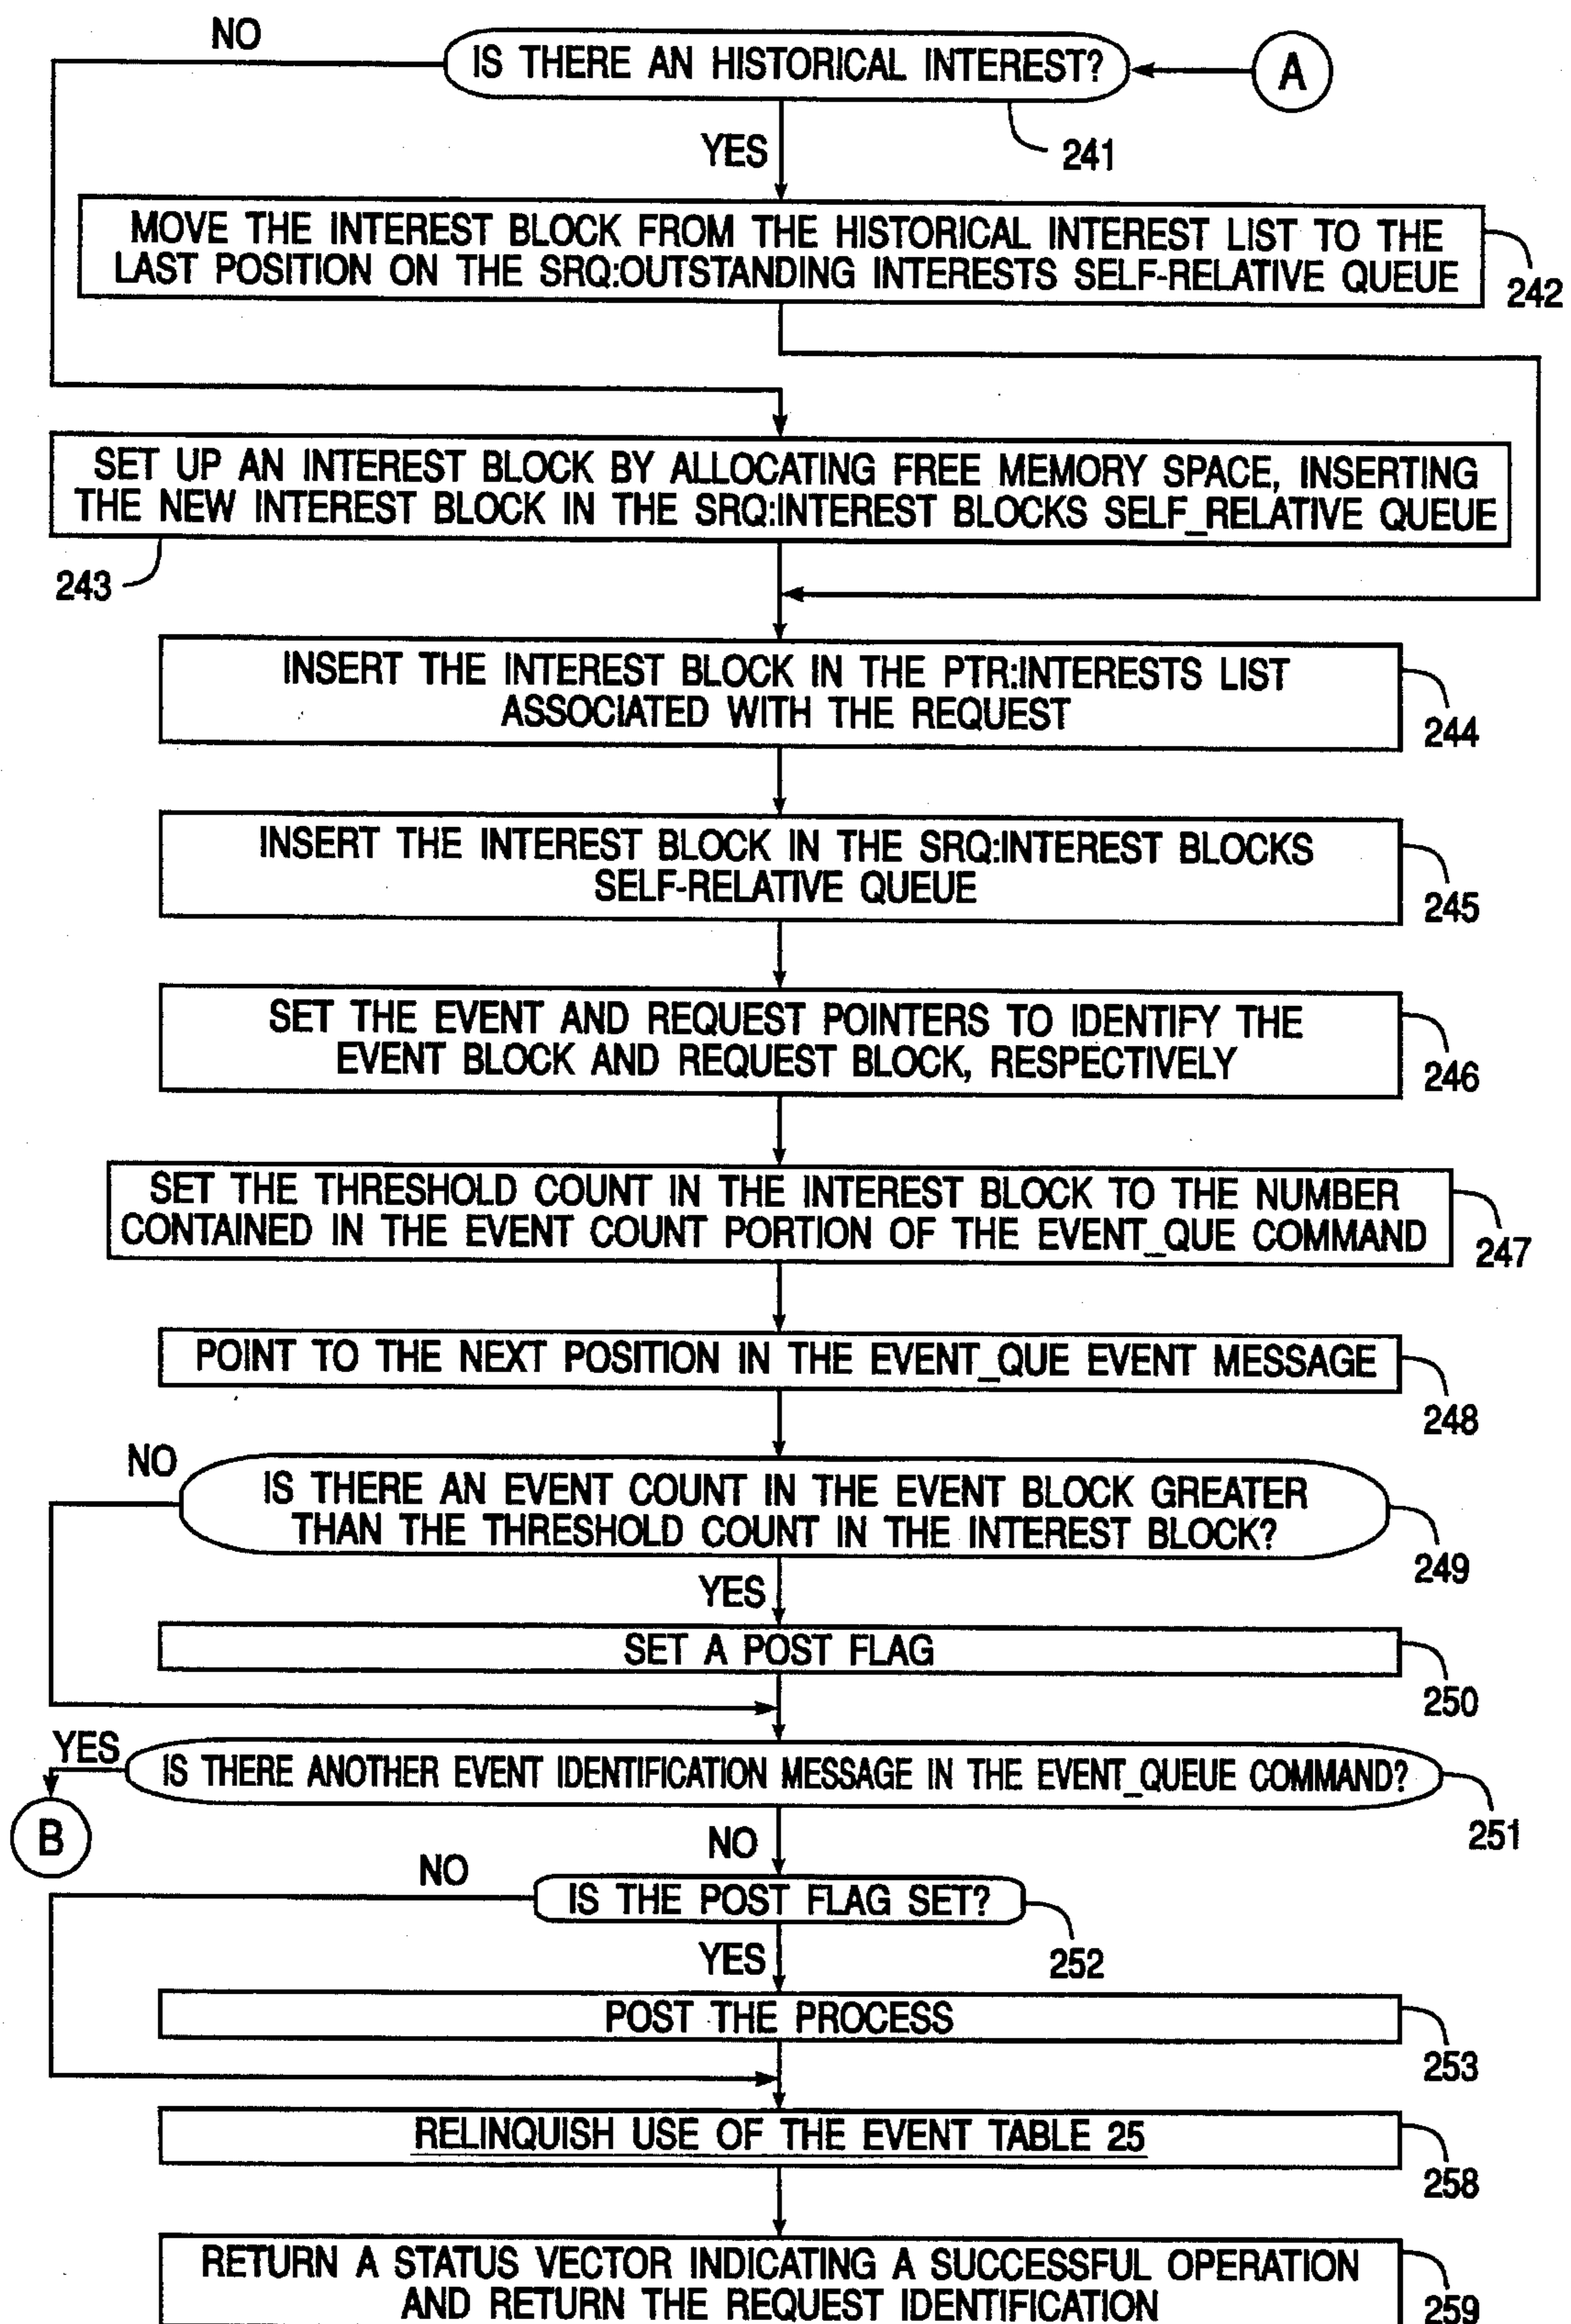 NO
IS THERE AN HISTORICAL INTEREST?
A
YES
241
MOVE THE INTEREST BLOCK FROM THE HISTORICAL INTEREST LIST TO THE
LAST POSITION ON THE SRQ:OUTSTANDING INTERESTS SELF-RELATIVE QUEUE
242
SET UP AN INTEREST BLOCK BY ALLOCATING FREE MEMORY SPACE, INSERTING
THE NEW INTEREST BLOCK IN THE SRQ:INTEREST BLOCKS SELF_RELATIVE QUEUE
243
INSERT THE INTEREST BLOCK IN THE PTR:INTERESTS LIST
ASSOCIATED WITH THE REQUEST
244
INSERT THE INTEREST BLOCK IN THE SRQ:INTEREST BLOCKS
SELF-RELATIVE QUEUE
245
SET THE EVENT AND REQUEST POINTERS TO IDENTIFY THE
EVENT BLOCK AND REQUEST BLOCK, RESPECTIVELY
246
SET THE THRESHOLD COUNT IN THE INTEREST BLOCK TO THE NUMBER
CONTAINED IN THE EVENT COUNT PORTION OF THE EVENT_QUE COMMAND
247
POINT TO THE NEXT POSITION IN THE EVENT_QUE EVENT MESSAGE
248
NO
IS THERE AN EVENT COUNT IN THE EVENT BLOCK GREATER
THAN THE THRESHOLD COUNT IN THE INTEREST BLOCK?
249
YES
SET A POST FLAG
250
YES
IS THERE ANOTHER EVENT IDENTIFICATION MESSAGE IN THE EVENT_QUEUE COMMAND?
251
B
NO
NO
IS THE POST FLAG SET?
252
YES
POST THE PROCESS
253
RELINQUISH USE OF THE EVENT TABLE 25
258
RETURN A STATUS VECTOR INDICATING A SUCCESSFUL OPERATION
AND RETURN THE REQUEST IDENTIFICATION
259